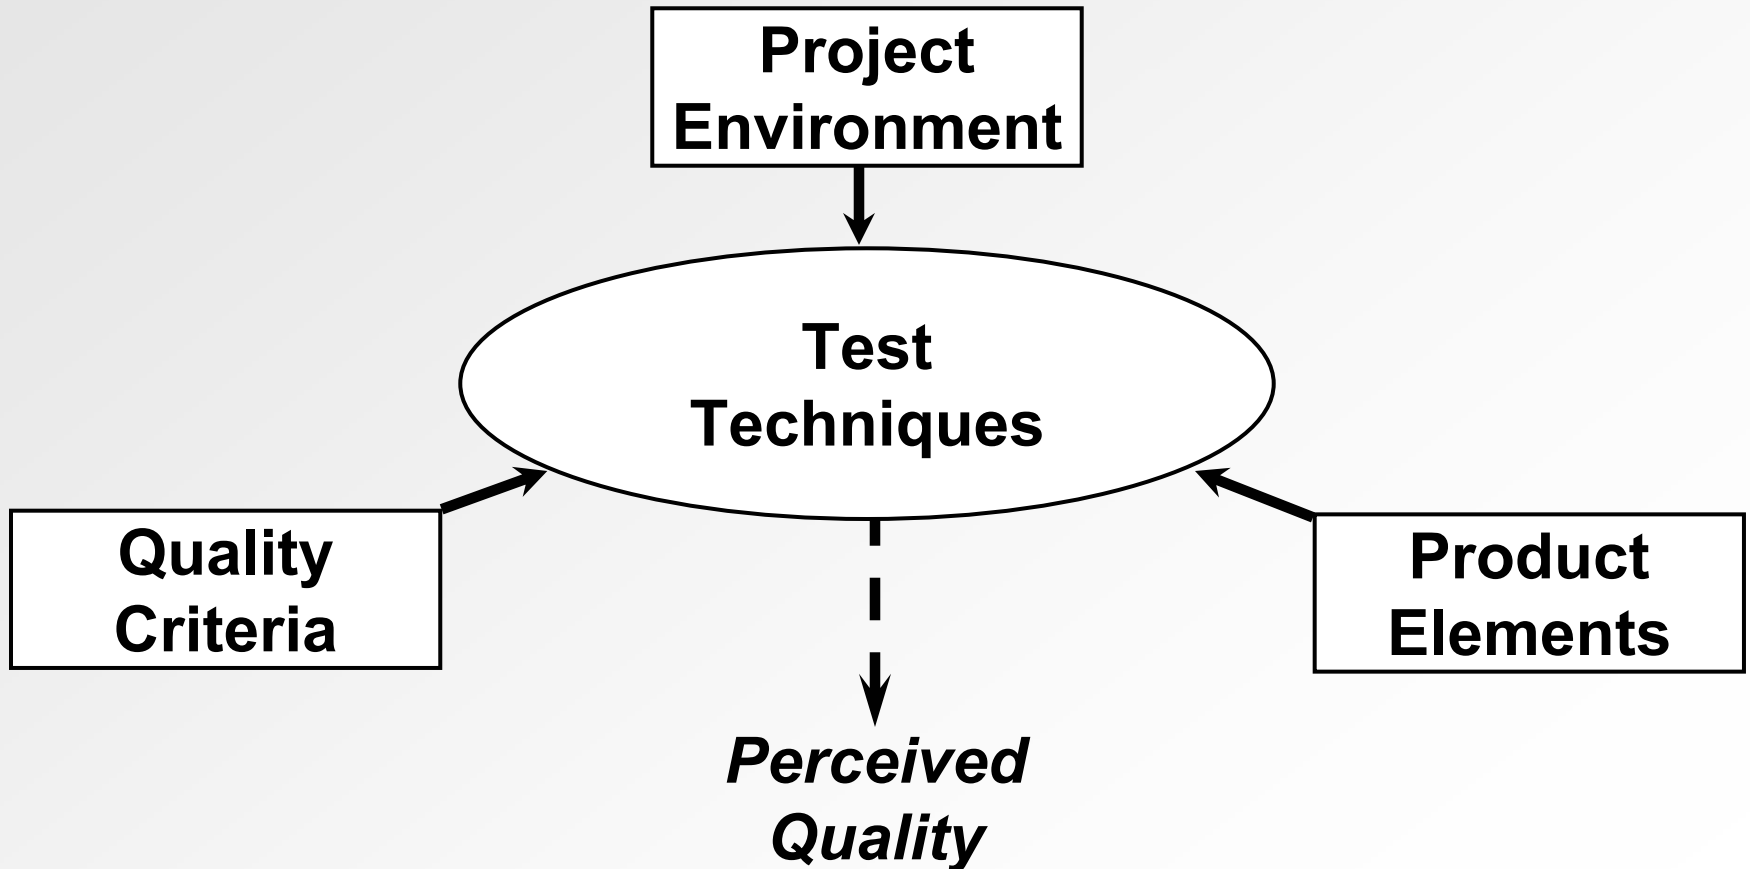 Project
Environment
Test
Techniques
Quality
Criteria
Product
Elements
Perceived
Quality